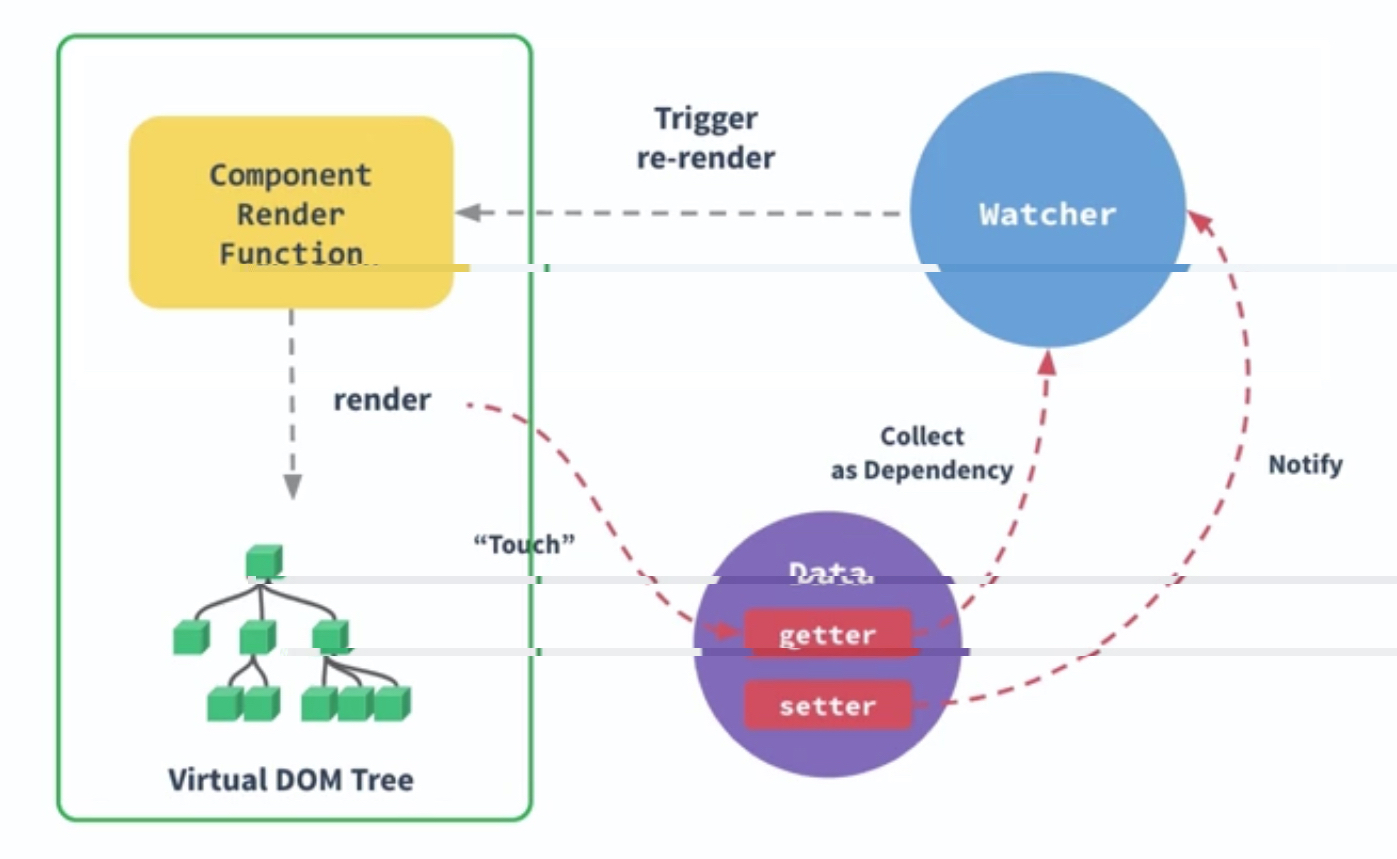 Component
Render
Function
Trigger
re-render
Watcher
render
Collect
as Dependency
Notify
“Touch”
Data
getter
setter
Virtual DOM Tree